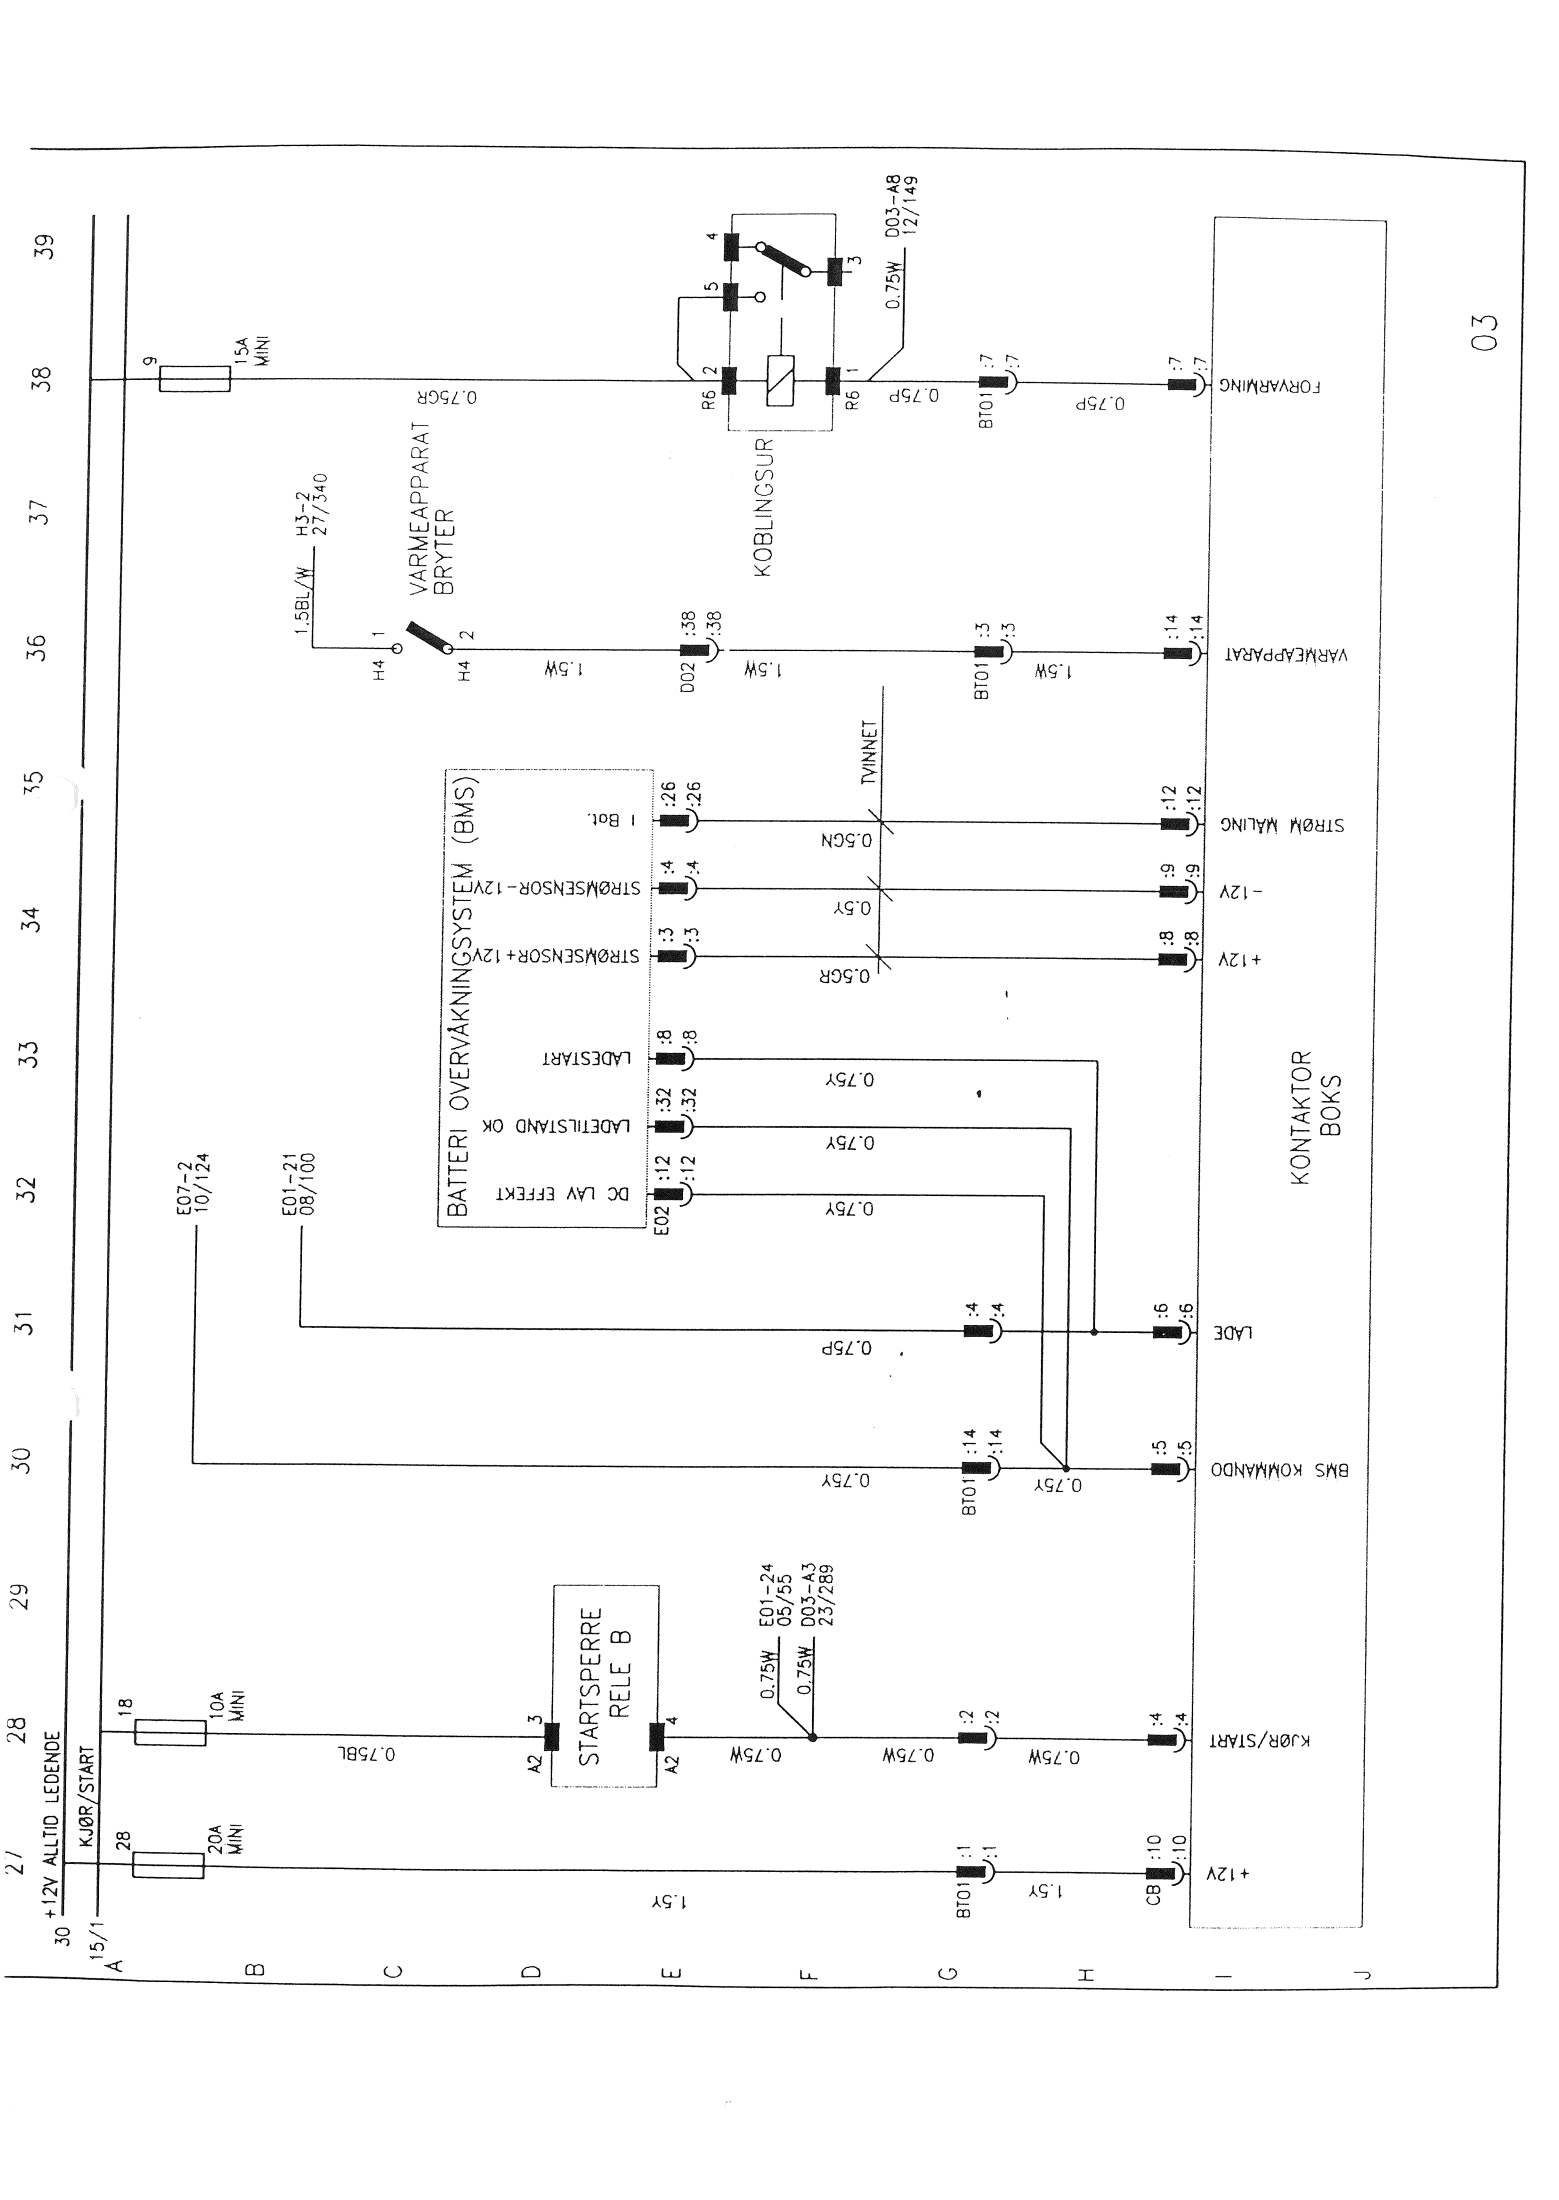 27 28 29 30 31 32 33 34 35 36 37 38 39
30 +12V ALLTID LEDENDE
15/1 KJØR/START
A
B
C
D
E
F
G
H
I
J
28
20A
MINI
1.5Y
BT01 :1
:1
1.5Y
CB :10
:10
+12V
18
10A
MINI
0.75BL
A2 3
STARTSPERRE
RELE B
A2 4
0.75W
0.75W E01-24
05/55
0.75W D03-A3
23/289
0.75W
:2
:2
0.75W
:4
:4
KJØR/START
E07-2
10/124
0.75Y
BT01 :14
:14
0.75Y
:5
:5
BMS KOMMANDO
E01-21
08/100
0.75P
:4
:4
:6
:6
LADE
BATTERI OVERVÅKNINGSYSTEM (BMS)
DC LAV EFFEKT
E02 :12
:12
0.75Y
LADETILSTAND OK
:32
:32
0.75Y
LADESTART
:8
:8
0.75Y
STRØMSENSOR+12V
:3
:3
0.5GR
:8
:8
+12V
STRØMSENSOR-12V
:4
:4
0.5Y
:9
:9
-12V
I Bat.
:26
:26
0.5GN
TVINNET
:12
:12
STRØM MÅLING
1.5BL/W H3-2
27/340
H4 1
VARMEAPPARAT
BRYTER
H4 2
1.5W
D02 :38
:38
1.5W
BT01 :3
:3
1.5W
:14
:14
VARMEAPPARAT
9
15A
MINI
0.75GR
R6 2 5 4
KOBLINGSUR
R6 1 3
0.75W D03-A8
12/149
0.75P
BT01 :7
:7
0.75P
:7
:7
FORVARMING
KONTAKTOR
BOKS
03